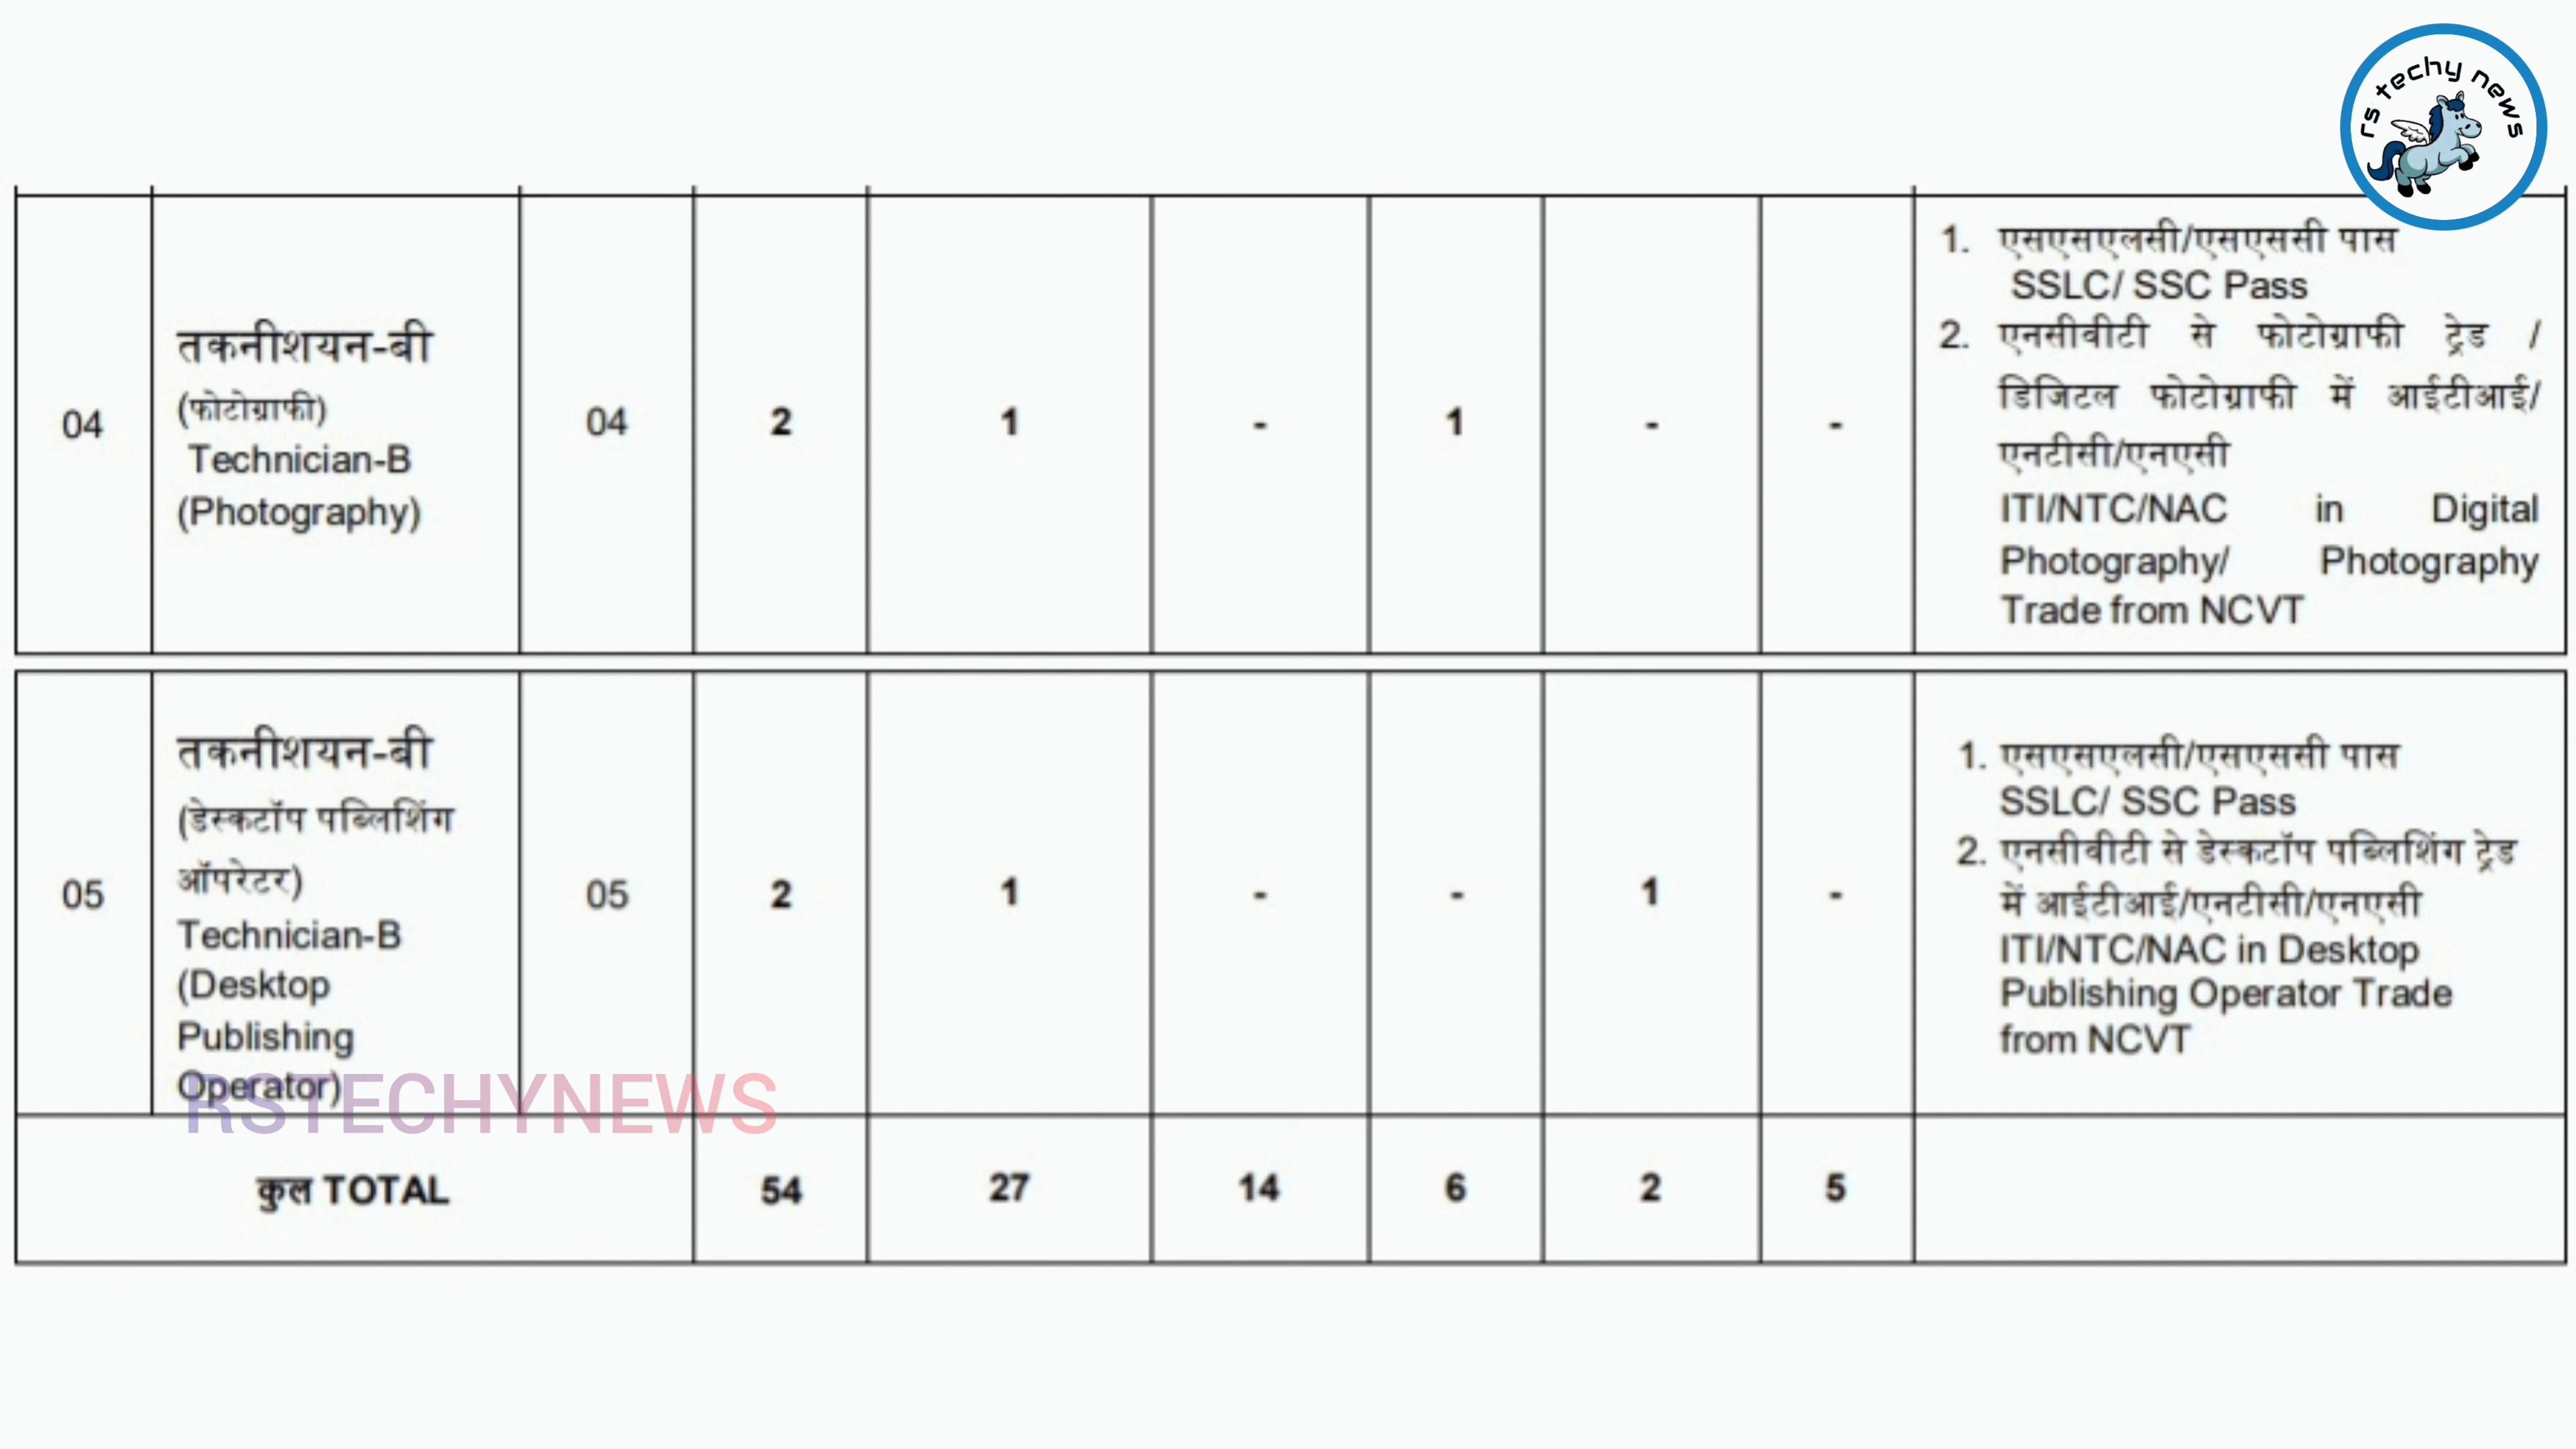 rs techy news
04
तकनीशयन-बी
(फोटोग्राफी)
Technician-B
(Photography)
04
2
1
-
1
-
-
1. एसएसएलसी/एसएससी पास
SSLC/ SSC Pass
2. एनसीवीटी से फोटोग्राफी ट्रेड /
डिजिटल फोटोग्राफी में आईटीआई/
एनटीसी/एनएसी
ITI/NTC/NAC in Digital
Photography/ Photography
Trade from NCVT
05
तकनीशयन-बी
(डेस्कटॉप पब्लिशिंग
ऑपरेटर)
Technician-B
(Desktop
Publishing
Operator)
05
2
1
-
-
1
-
1. एसएसएलसी/एसएससी पास
SSLC/ SSC Pass
2. एनसीवीटी से डेस्कटॉप पब्लिशिंग ट्रेड
में आईटीआई/एनटीसी/एनएसी
ITI/NTC/NAC in Desktop
Publishing Operator Trade
from NCVT
RSTECHYNEWS
कुल TOTAL
54
27
14
6
2
5